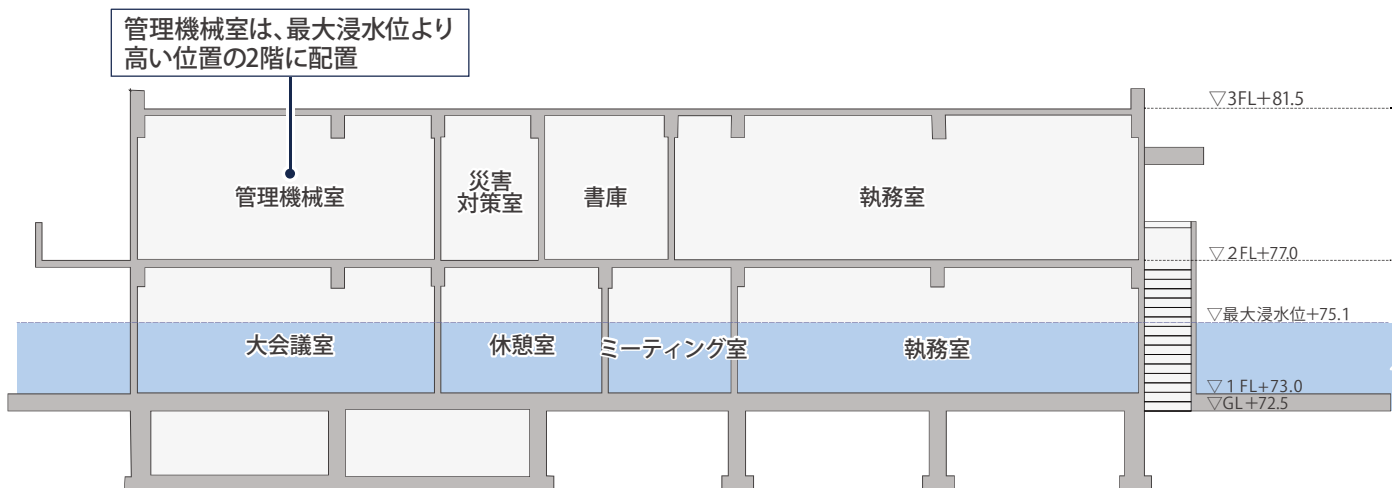 管理機械室は、最大浸水位より
高い位置の2階に配置
▽3FL+81.5
管理機械室
災害
対策室
書庫
執務室
▽2FL+77.0
▽最大浸水位+75.1
大会議室
休憩室
ミーティング室
執務室
▽1FL+73.0
▽GL+72.5